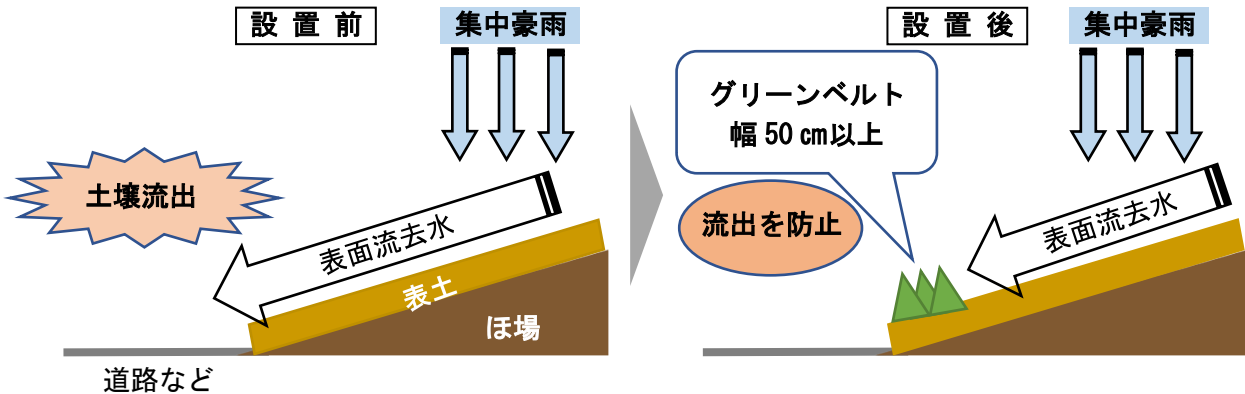 設置前
集中豪雨
土壌流出
表面流去水
表土
ほ場
道路など
設置後
集中豪雨
グリーンベルト
幅50㎝以上
流出を防止
表面流去水